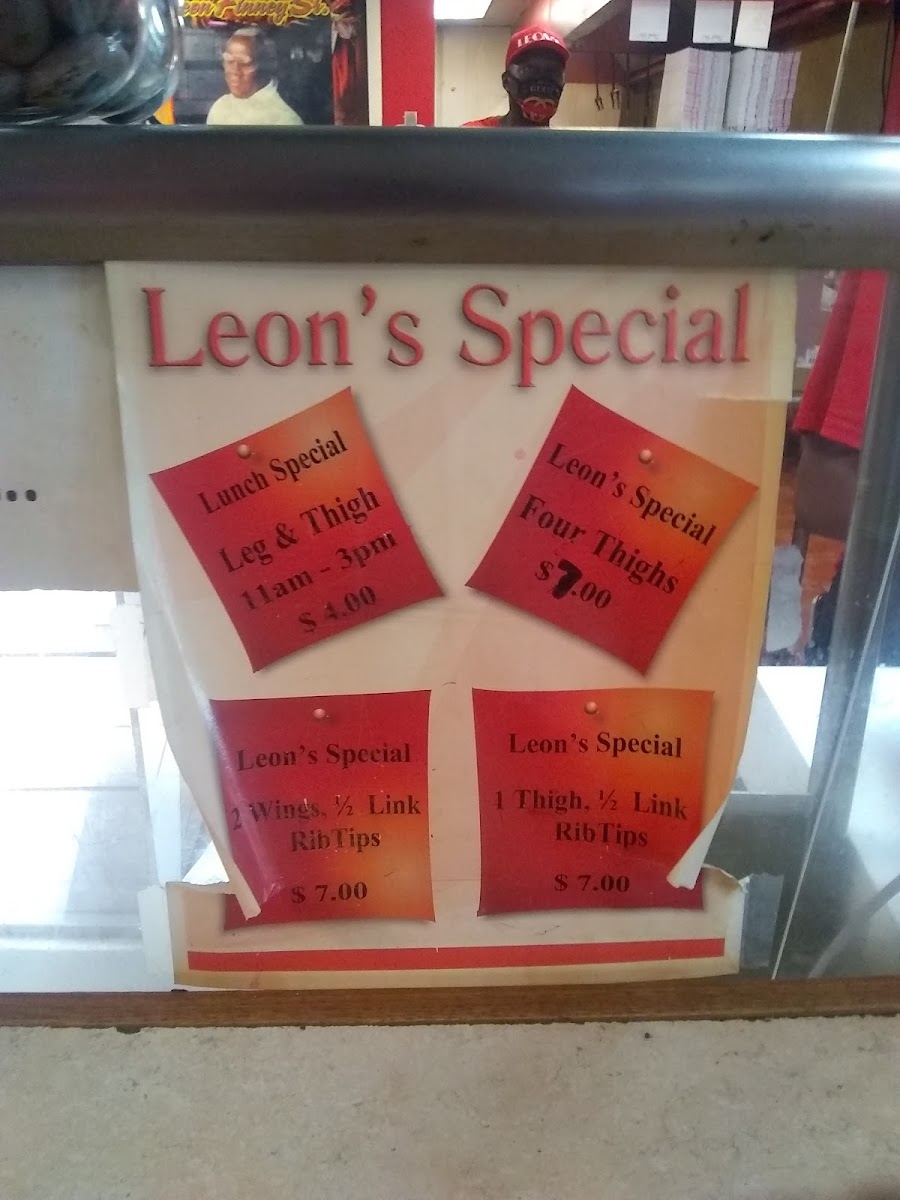 LEON'S
Leon's Special
Lunch Special
Leg & Thigh
11am - 3pm
$ 4.00
Leon's Special
Four Thighs
$7.00
Leon's Special
2 Wings, ½ Link
RibTips
$ 7.00
Leon's Special
1 Thigh, ½ Link
RibTips
$ 7.00